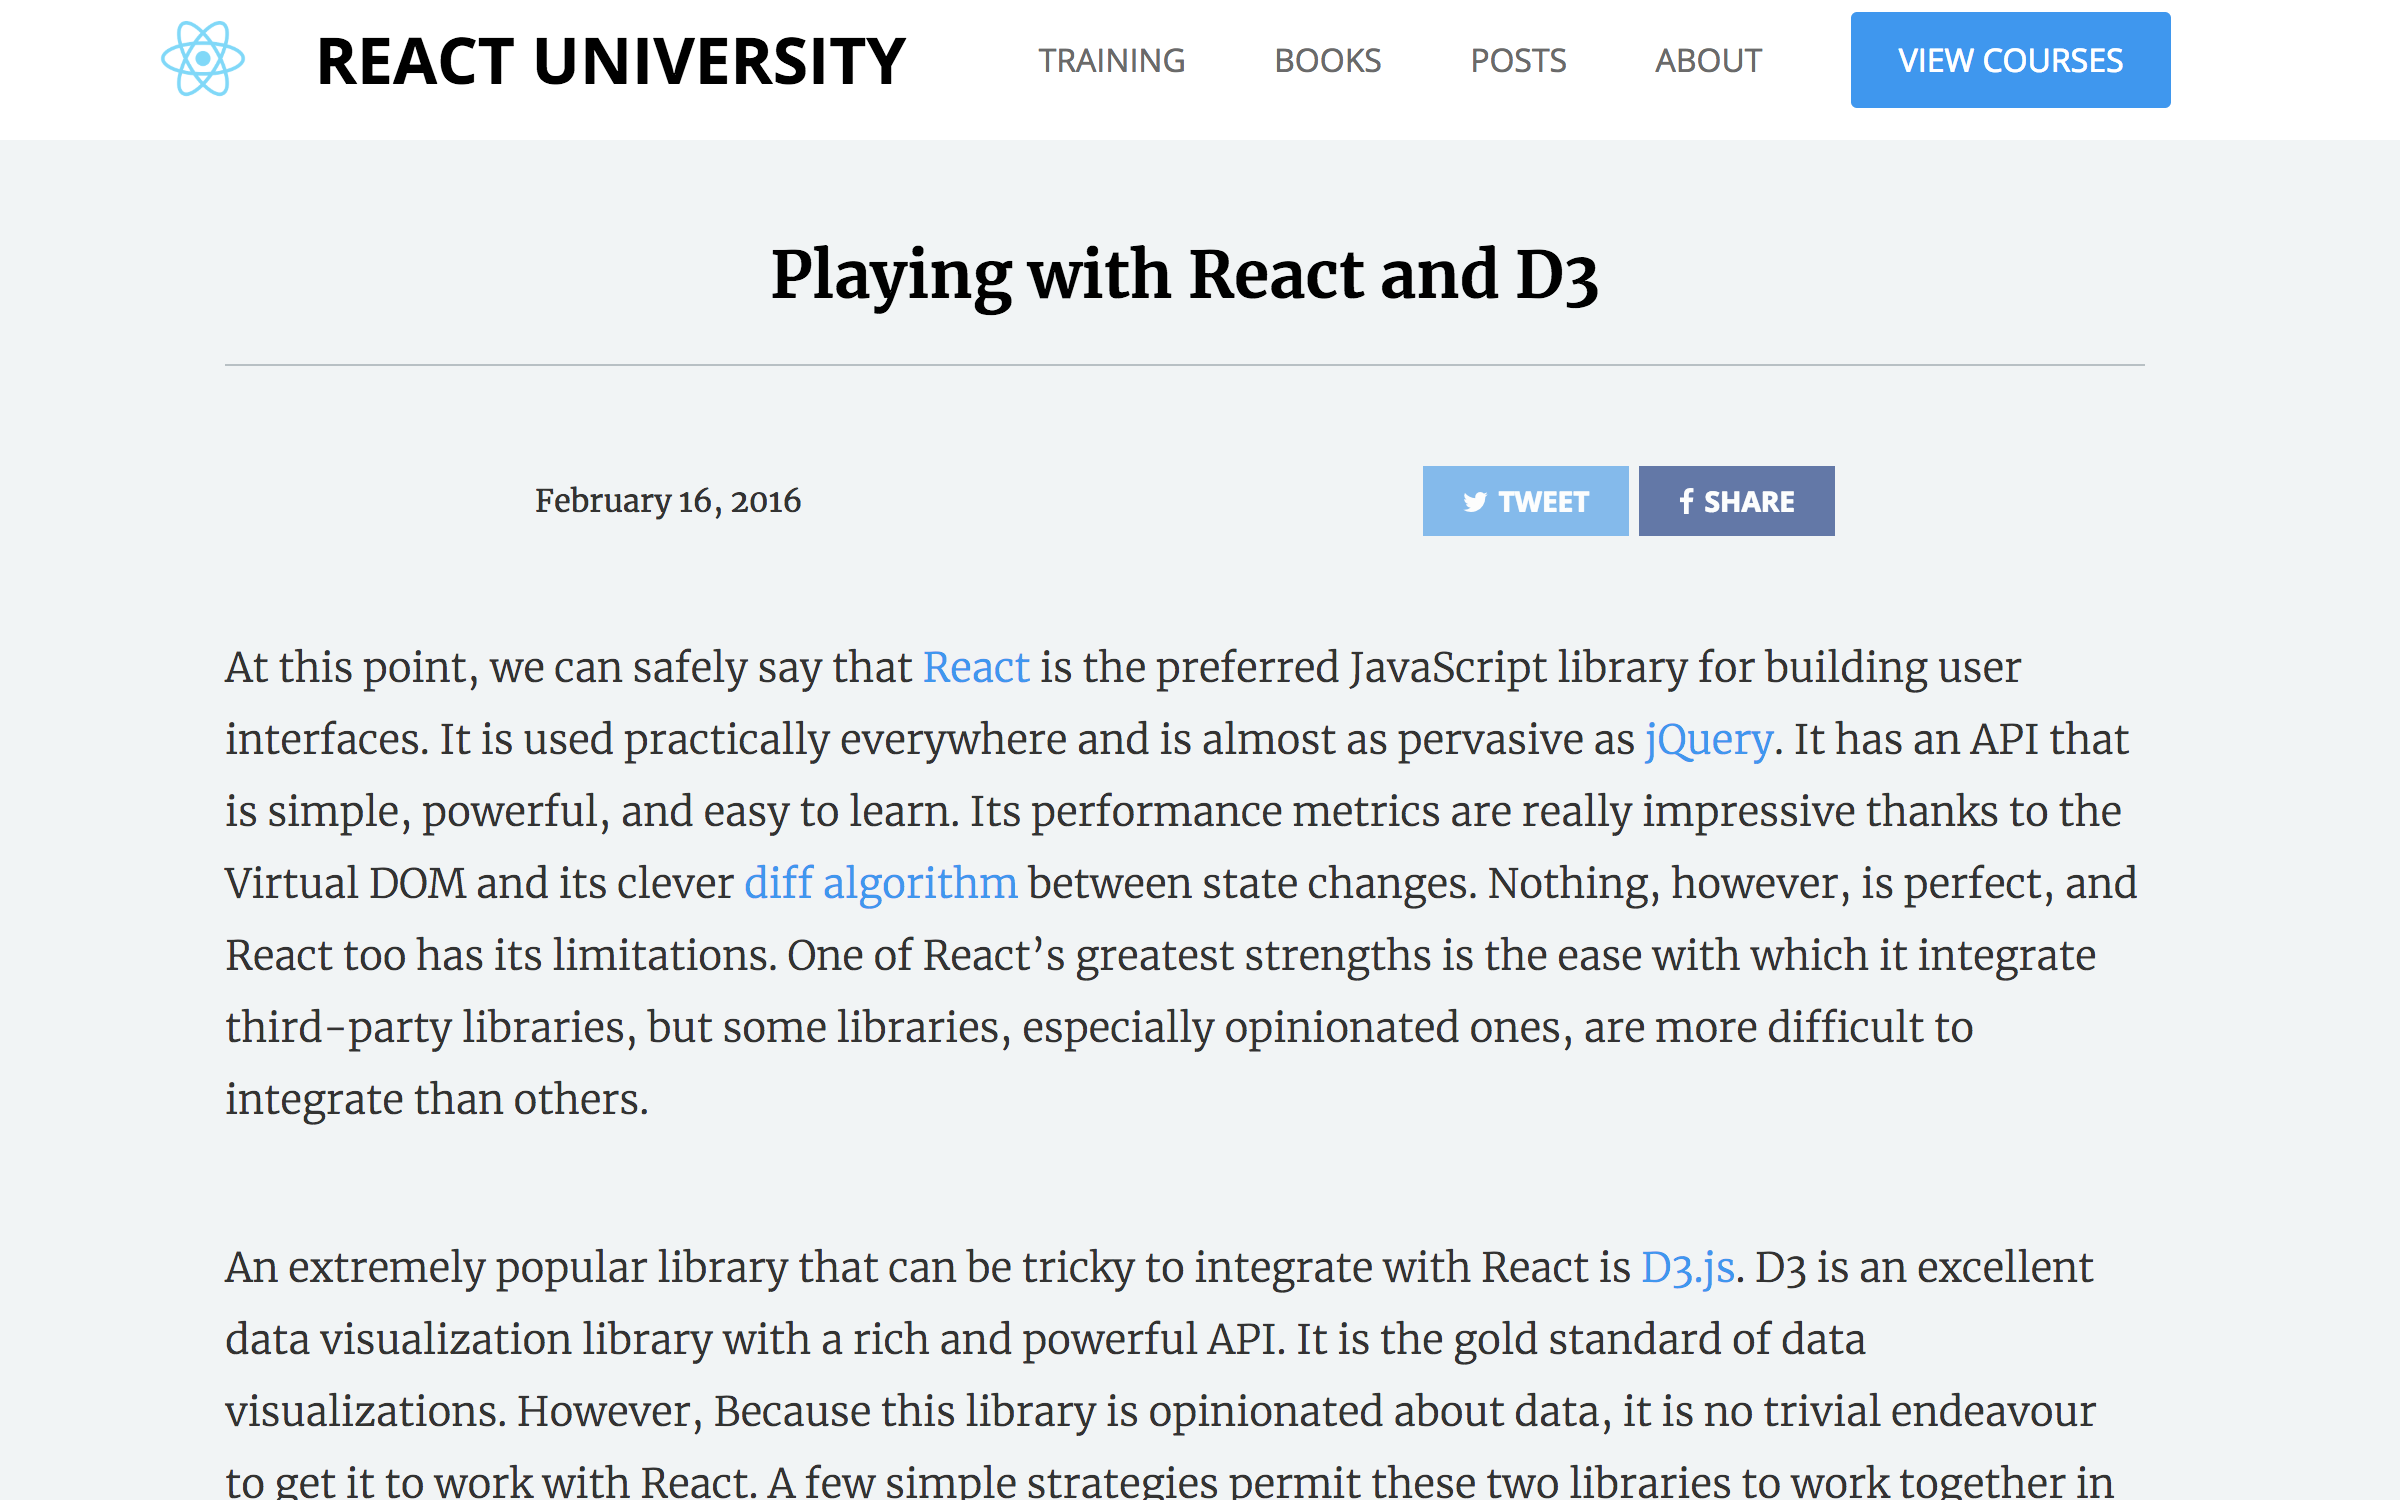 REACT UNIVERSITY
TRAINING
BOOKS
POSTS
ABOUT
VIEW COURSES
Playing with React and D3
February 16, 2016
TWEET
SHARE
At this point, we can safely say that React is the preferred JavaScript library for building user
interfaces. It is used practically everywhere and is almost as pervasive as jQuery. It has an API that
is simple, powerful, and easy to learn. Its performance metrics are really impressive thanks to the
Virtual DOM and its clever diff algorithm between state changes. Nothing, however, is perfect, and
React too has its limitations. One of React’s greatest strengths is the ease with which it integrate
third-party libraries, but some libraries, especially opinionated ones, are more difficult to
integrate than others.
An extremely popular library that can be tricky to integrate with React is D3.js. D3 is an excellent
data visualization library with a rich and powerful API. It is the gold standard of data
visualizations. However, Because this library is opinionated about data, it is no trivial endeavour
to get it to work with React. A few simple strategies permit these two libraries to work together in